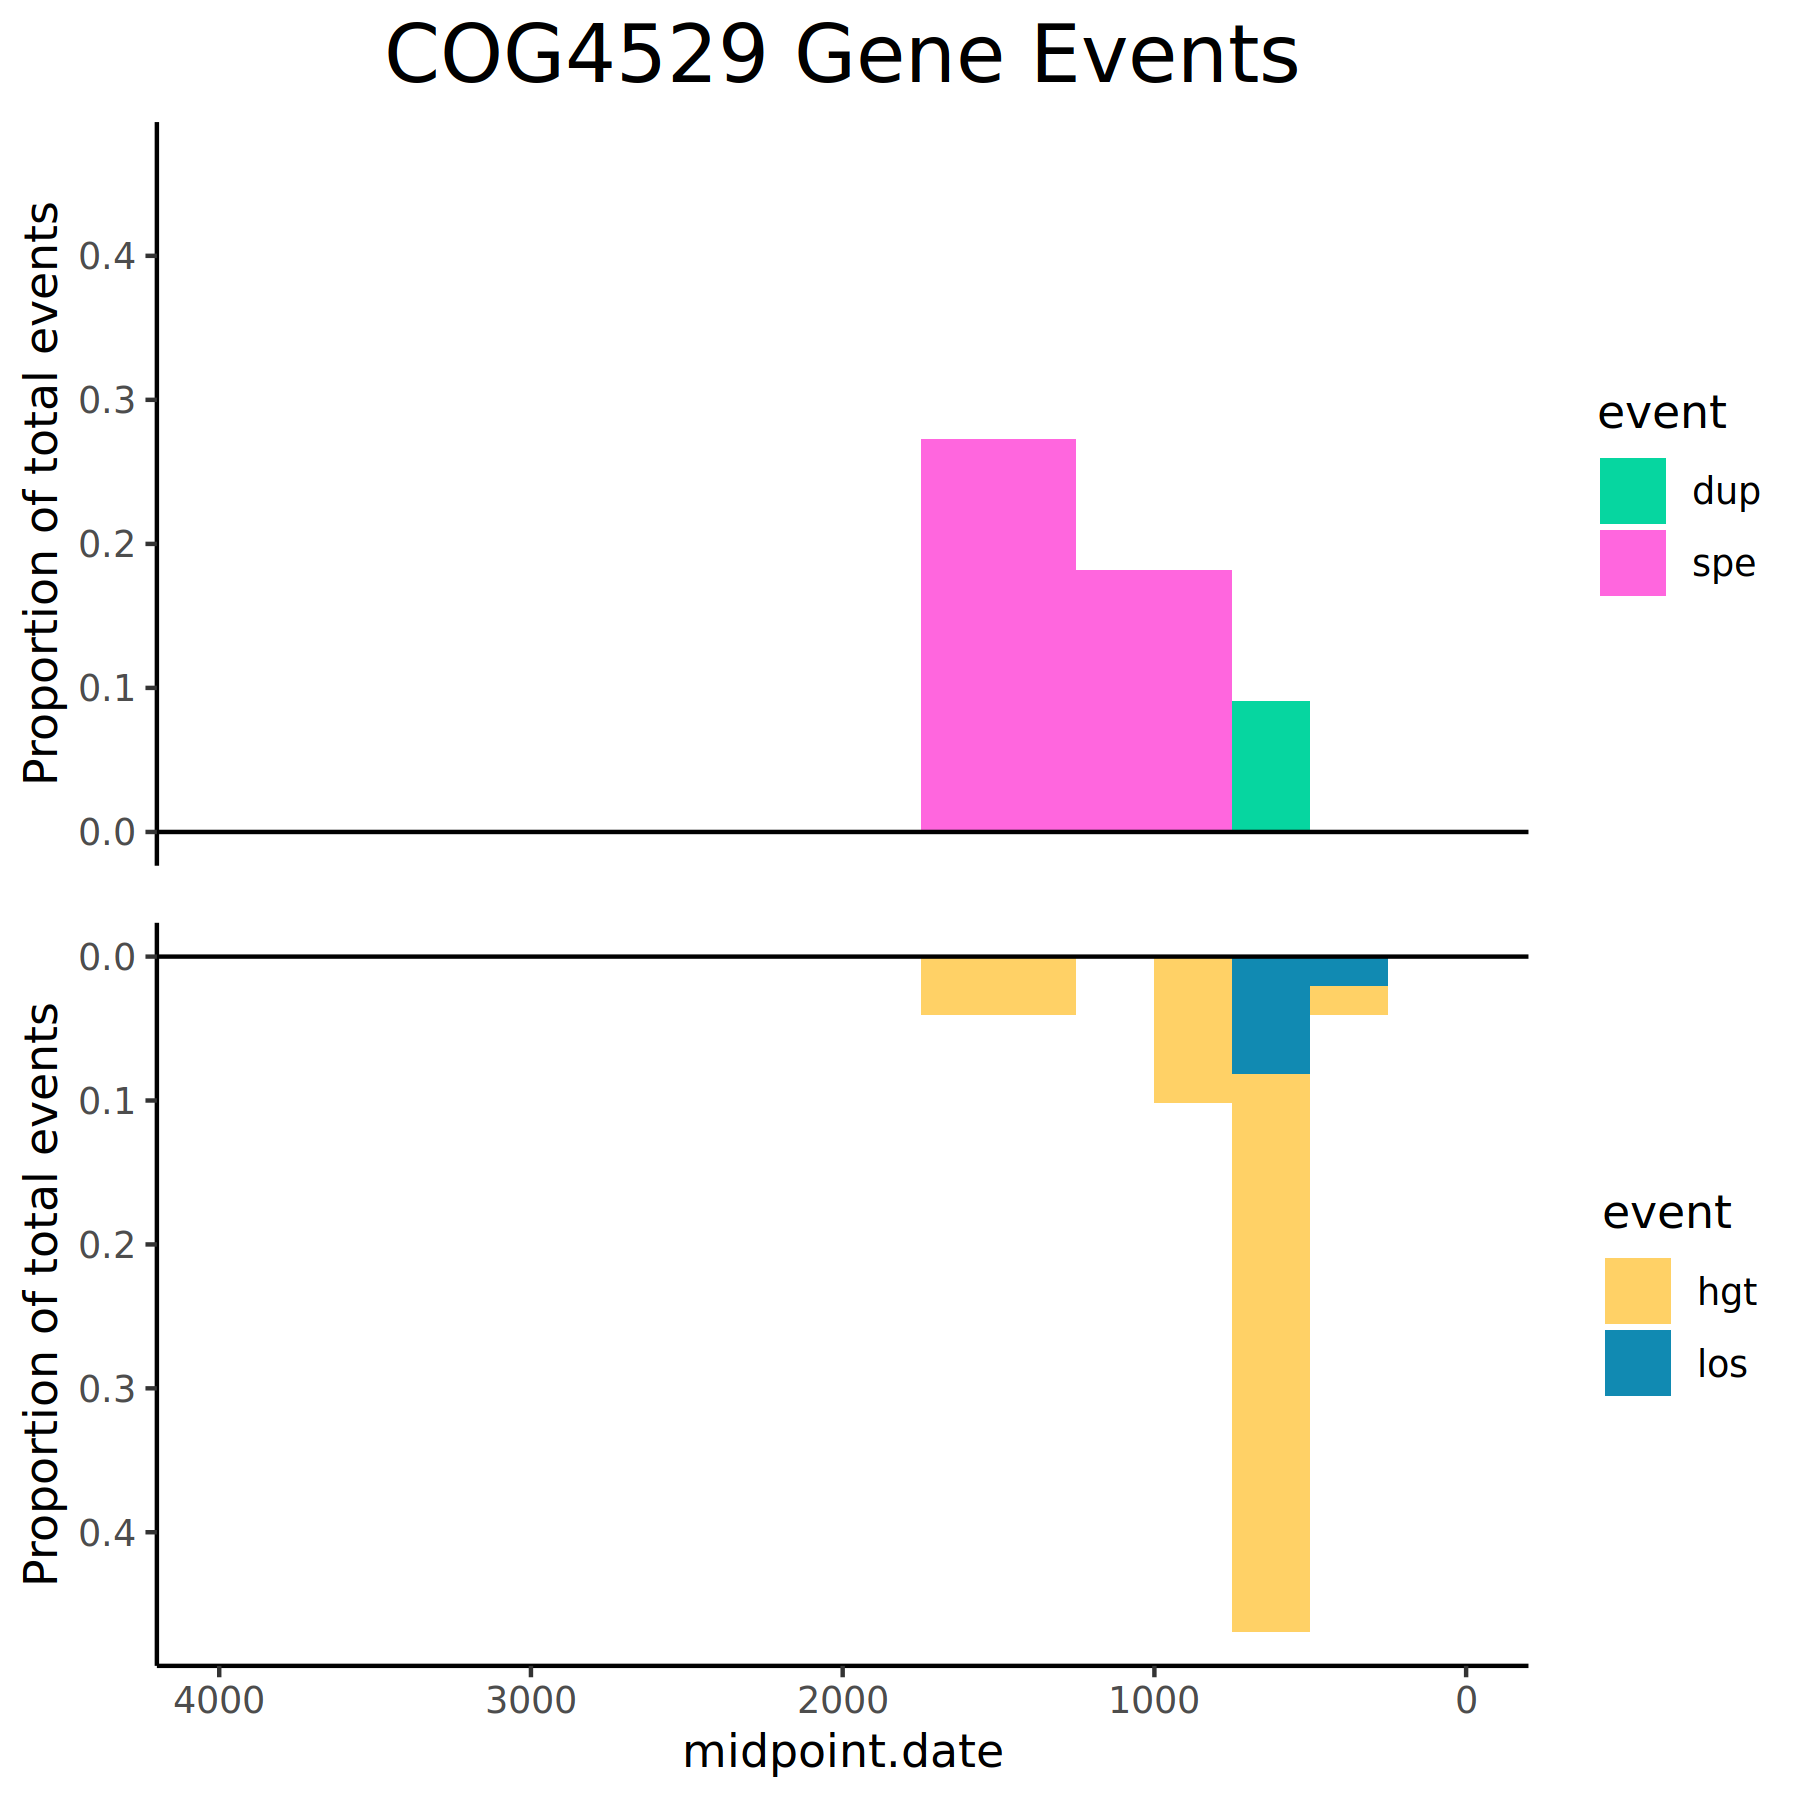 COG4529 Gene Events
Proportion of total events
0.4
0.3
0.2
0.1
0.0
event
dup
spe
Proportion of total events
0.0
0.1
0.2
0.3
0.4
event
hgt
los
4000 3000 2000 1000 0
midpoint.date